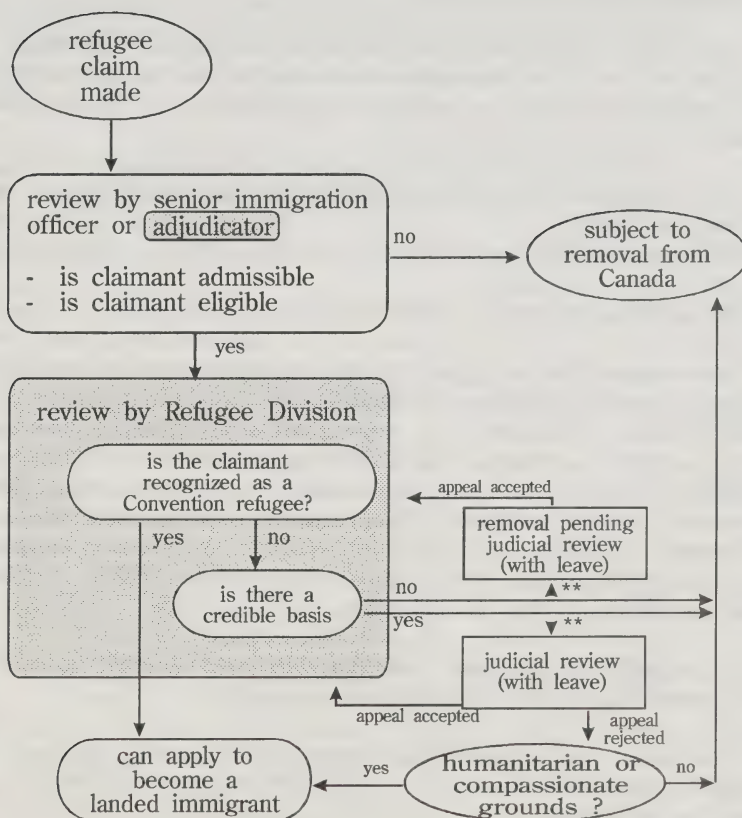 refugee
claim
made
review by senior immigration
officer or adjudicator
- is claimant admissible
- is claimant eligible
no
subject to
removal from
Canada
yes
review by Refugee Division
is the claimant
recognized as a
Convention refugee?
yes
no
appeal accepted
removal pending
judicial review
(with leave)
is there a
credible basis
no
**
yes
**
judicial review
(with leave)
appeal accepted
appeal
rejected
can apply to
become a
landed immigrant
yes
humanitarian or
compassionate
grounds ?
no